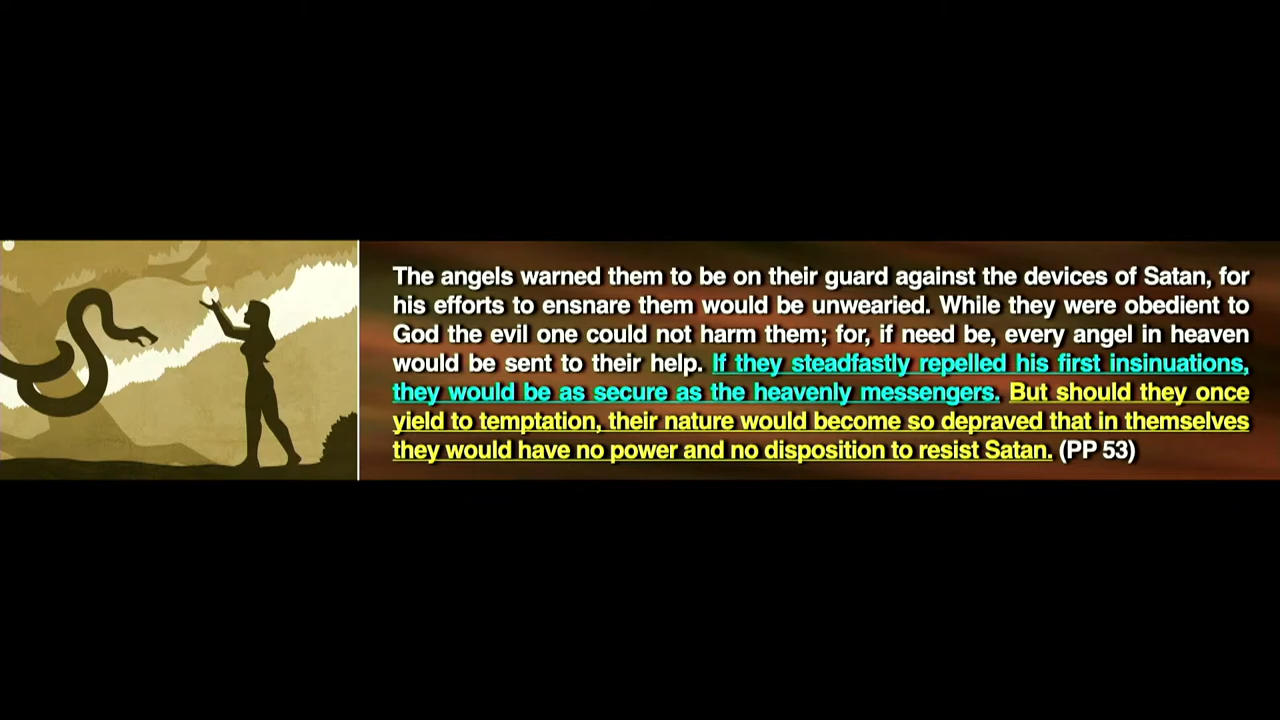 The angels warned them to be on their guard against the devices of Satan, for
his efforts to ensnare them would be unwearied. While they were obedient to
God the evil one could not harm them; for, if need be, every angel in heaven
would be sent to their help. If they steadfastly repelled his first insinuations,
they would be as secure as the heavenly messengers. But should they once
yield to temptation, their nature would become so depraved that in themselves
they would have no power and no disposition to resist Satan. (PP 53)